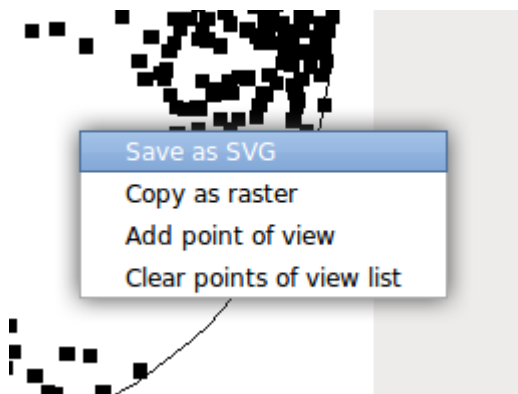 Save as SVG
Copy as raster
Add point of view
Clear points of view list